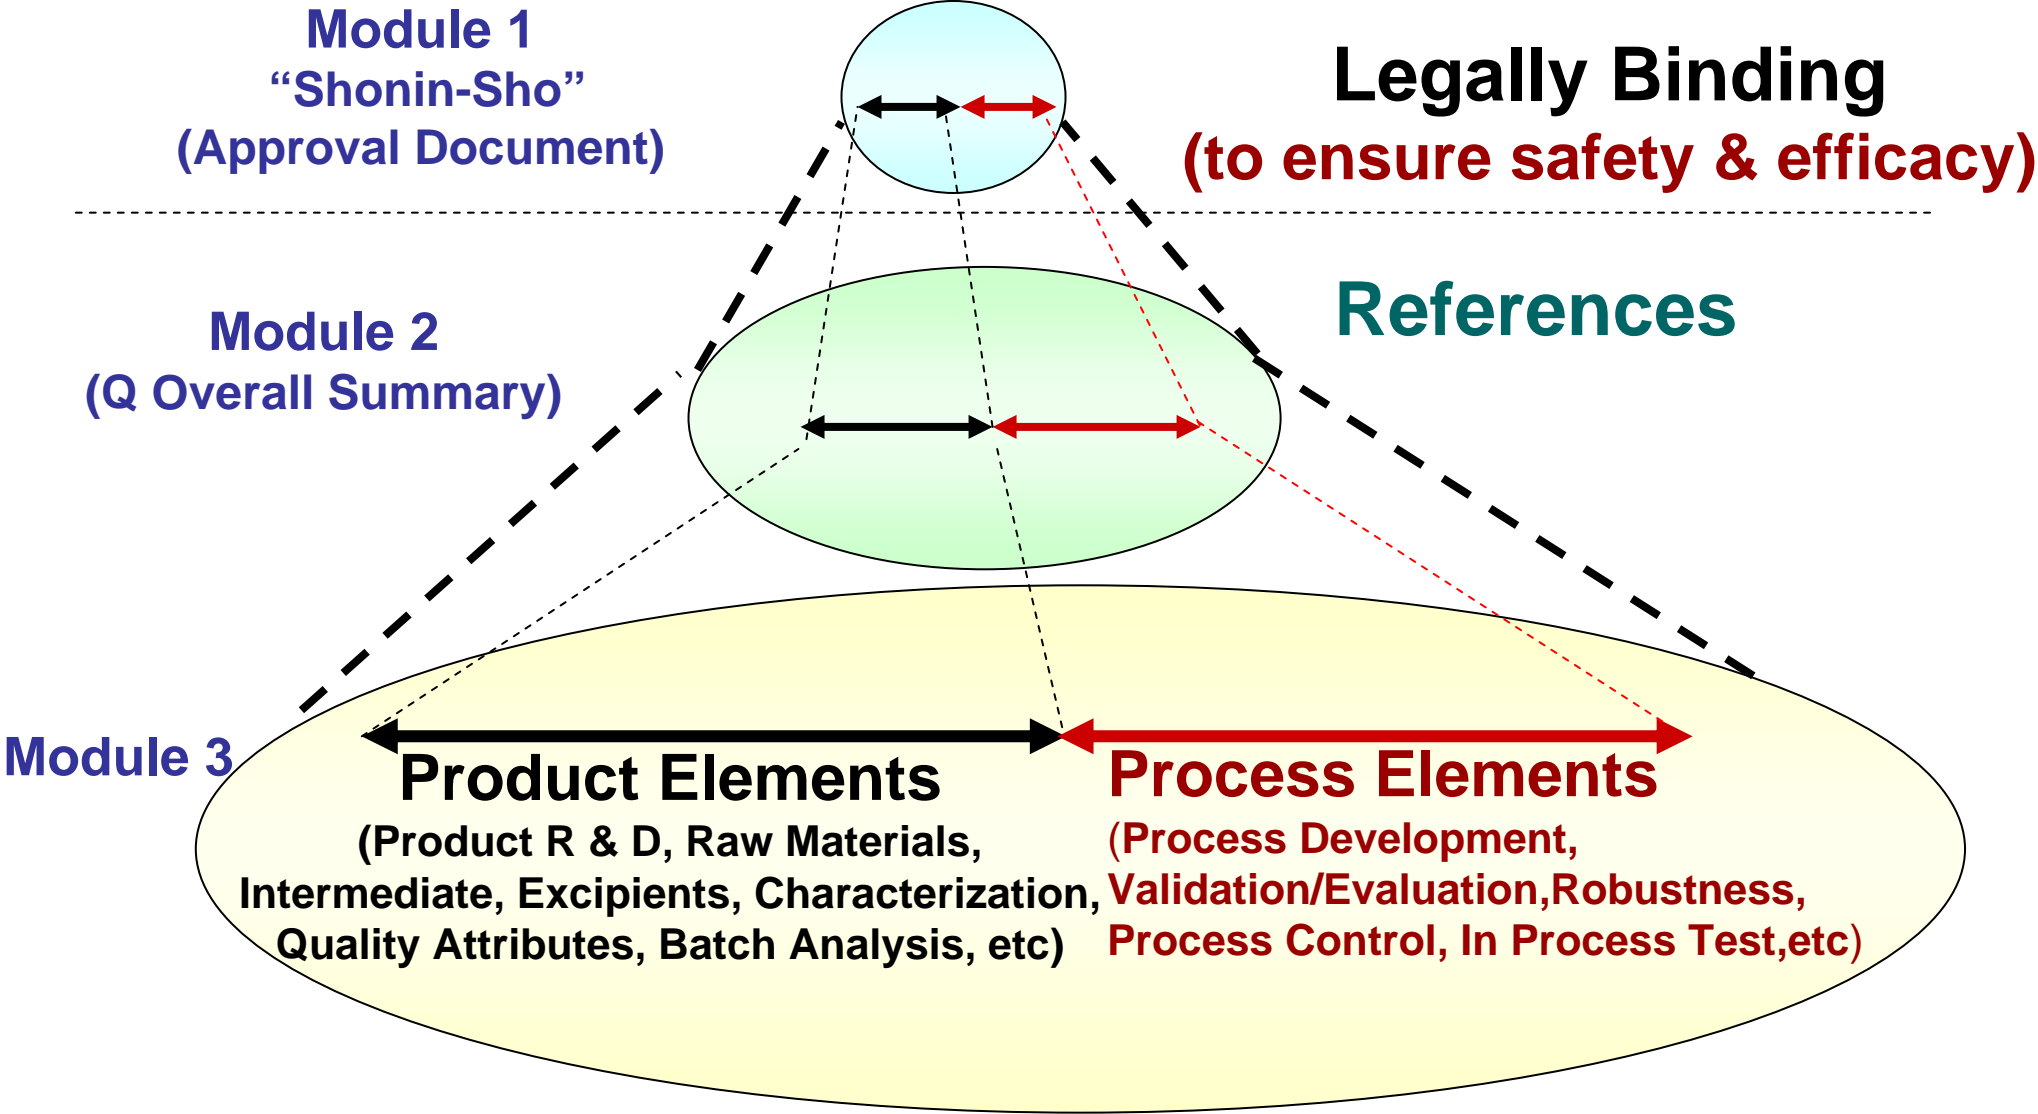 Module 1
“Shonin-Sho”
(Approval Document)
Legally Binding
(to ensure safety & efficacy)
Module 2
(Q Overall Summary)
References
Module 3
Product Elements
(Product R & D, Raw Materials,
Intermediate, Excipients, Characterization,
Quality Attributes, Batch Analysis, etc)
Process Elements
(Process Development,
Validation/Evaluation,Robustness,
Process Control, In Process Test,etc)